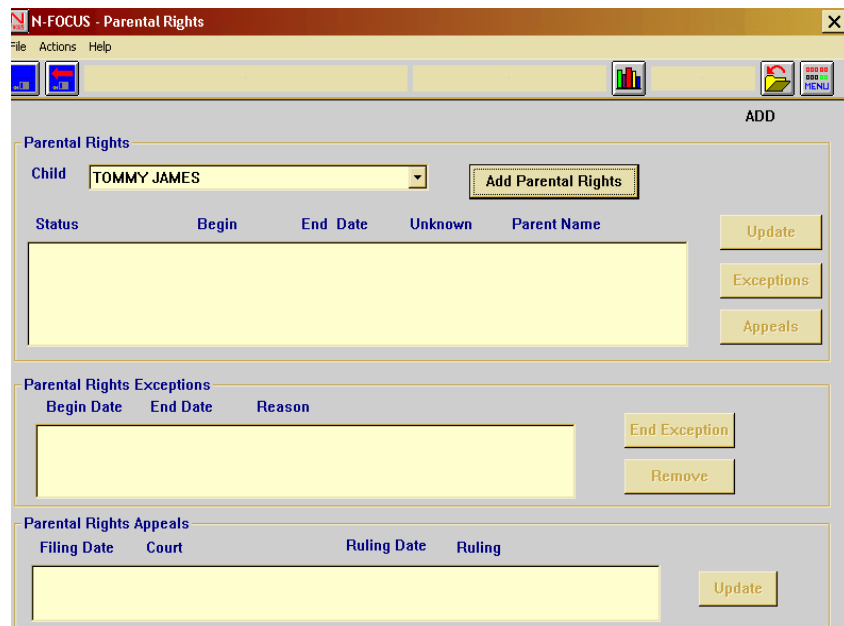 N-FOCUS - Parental Rights
File Actions Help
MENU
ADD
Parental Rights
Child TOMMY JAMES Add Parental Rights
Status Begin End Date Unknown Parent Name
Update
Exceptions
Appeals
Parental Rights Exceptions
Begin Date End Date Reason
End Exception
Remove
Parental Rights Appeals
Filing Date Court Ruling Date Ruling
Update